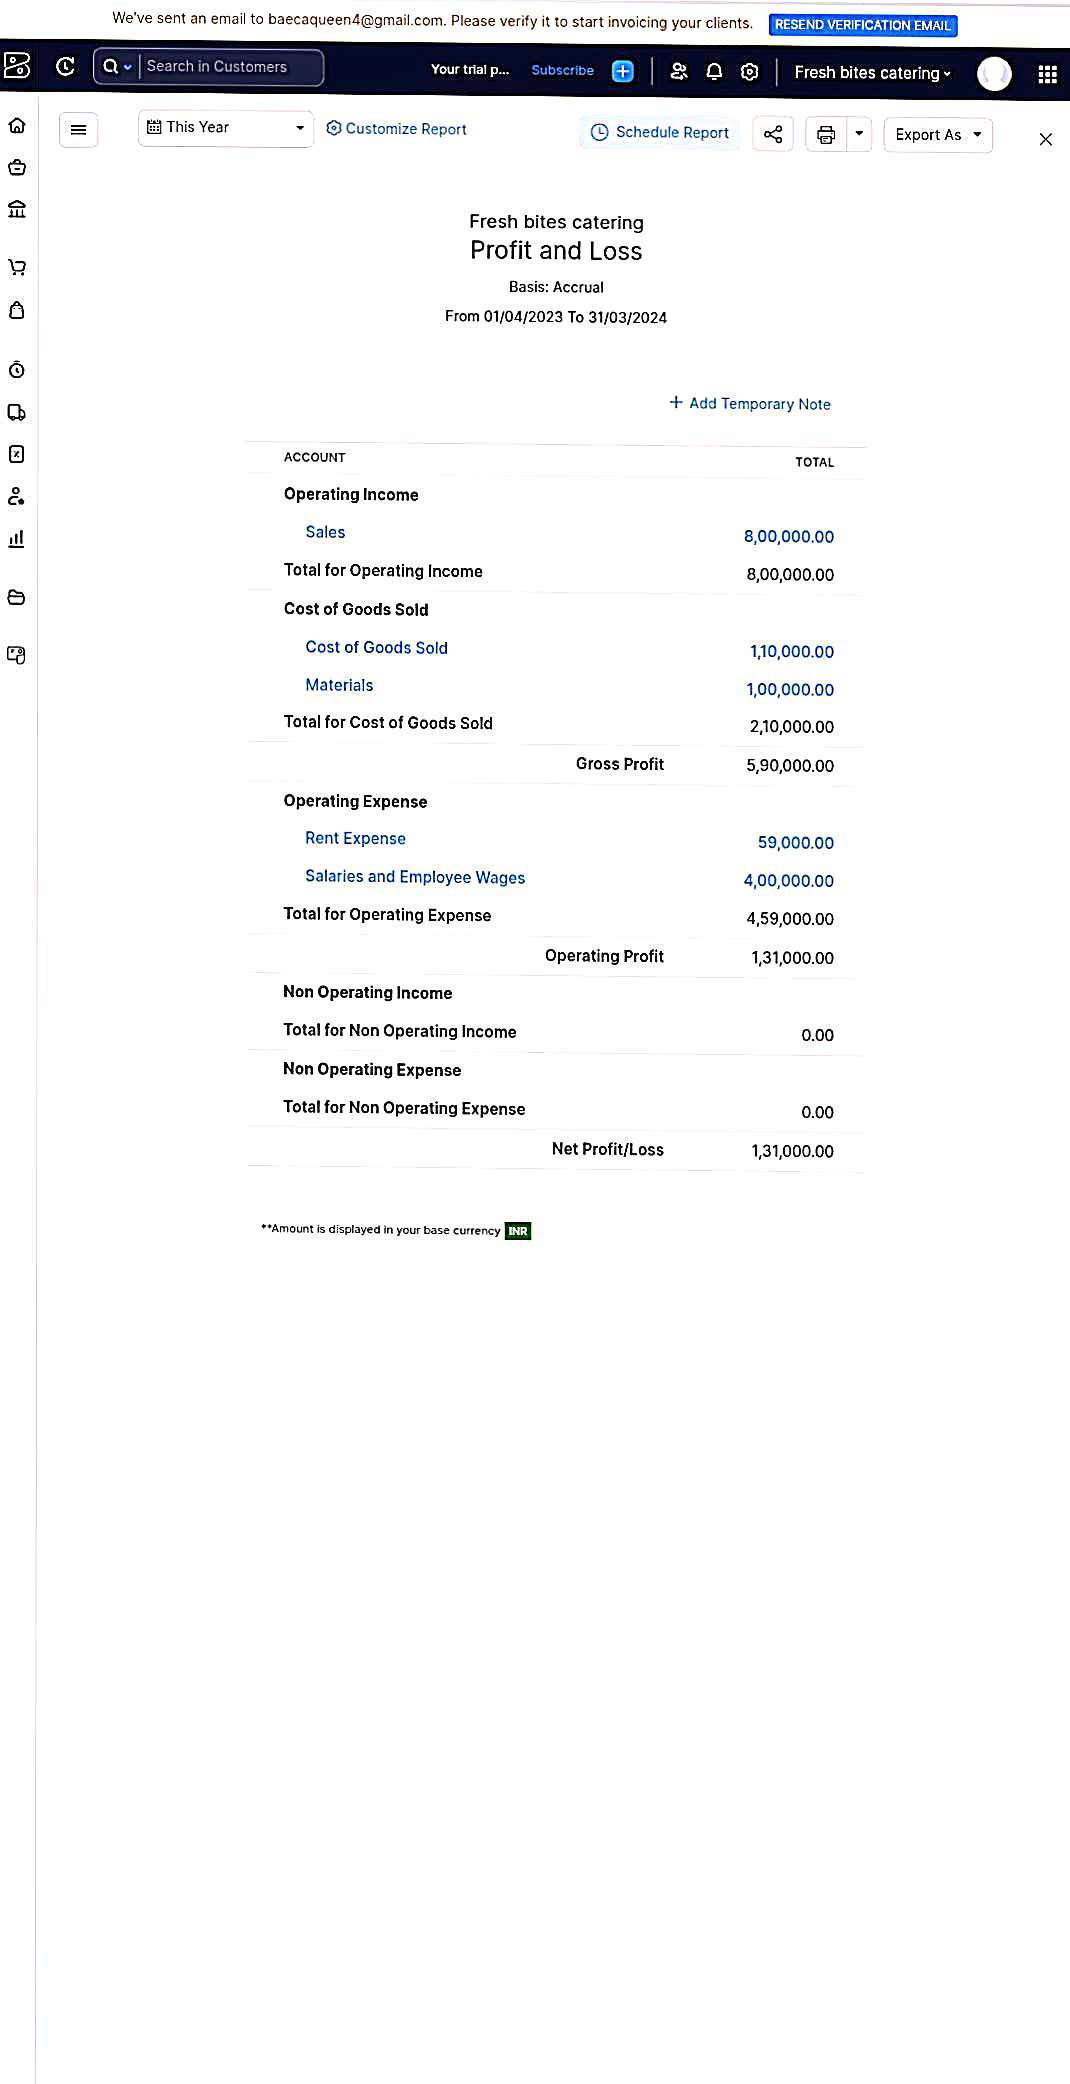 We've sent an email to baecaqueen4@gmail.com. Please verify it to start invoicing your clients. RESEND VERIFICATION EMAIL
Search in Customers Your trial p... Subscribe Fresh bites catering
This Year Customize Report Schedule Report Export As
Fresh bites catering
Profit and Loss
Basis: Accrual
From 01/04/2023 To 31/03/2024
+ Add Temporary Note
ACCOUNT TOTAL
Operating Income
Sales 8,00,000.00
Total for Operating Income 8,00,000.00
Cost of Goods Sold
Cost of Goods Sold 1,10,000.00
Materials 1,00,000.00
Total for Cost of Goods Sold 2,10,000.00
Gross Profit 5,90,000.00
Operating Expense
Rent Expense 59,000.00
Salaries and Employee Wages 4,00,000.00
Total for Operating Expense 4,59,000.00
Operating Profit 1,31,000.00
Non Operating Income
Total for Non Operating Income 0.00
Non Operating Expense
Total for Non Operating Expense 0.00
Net Profit/Loss 1,31,000.00
**Amount is displayed in your base currency INR